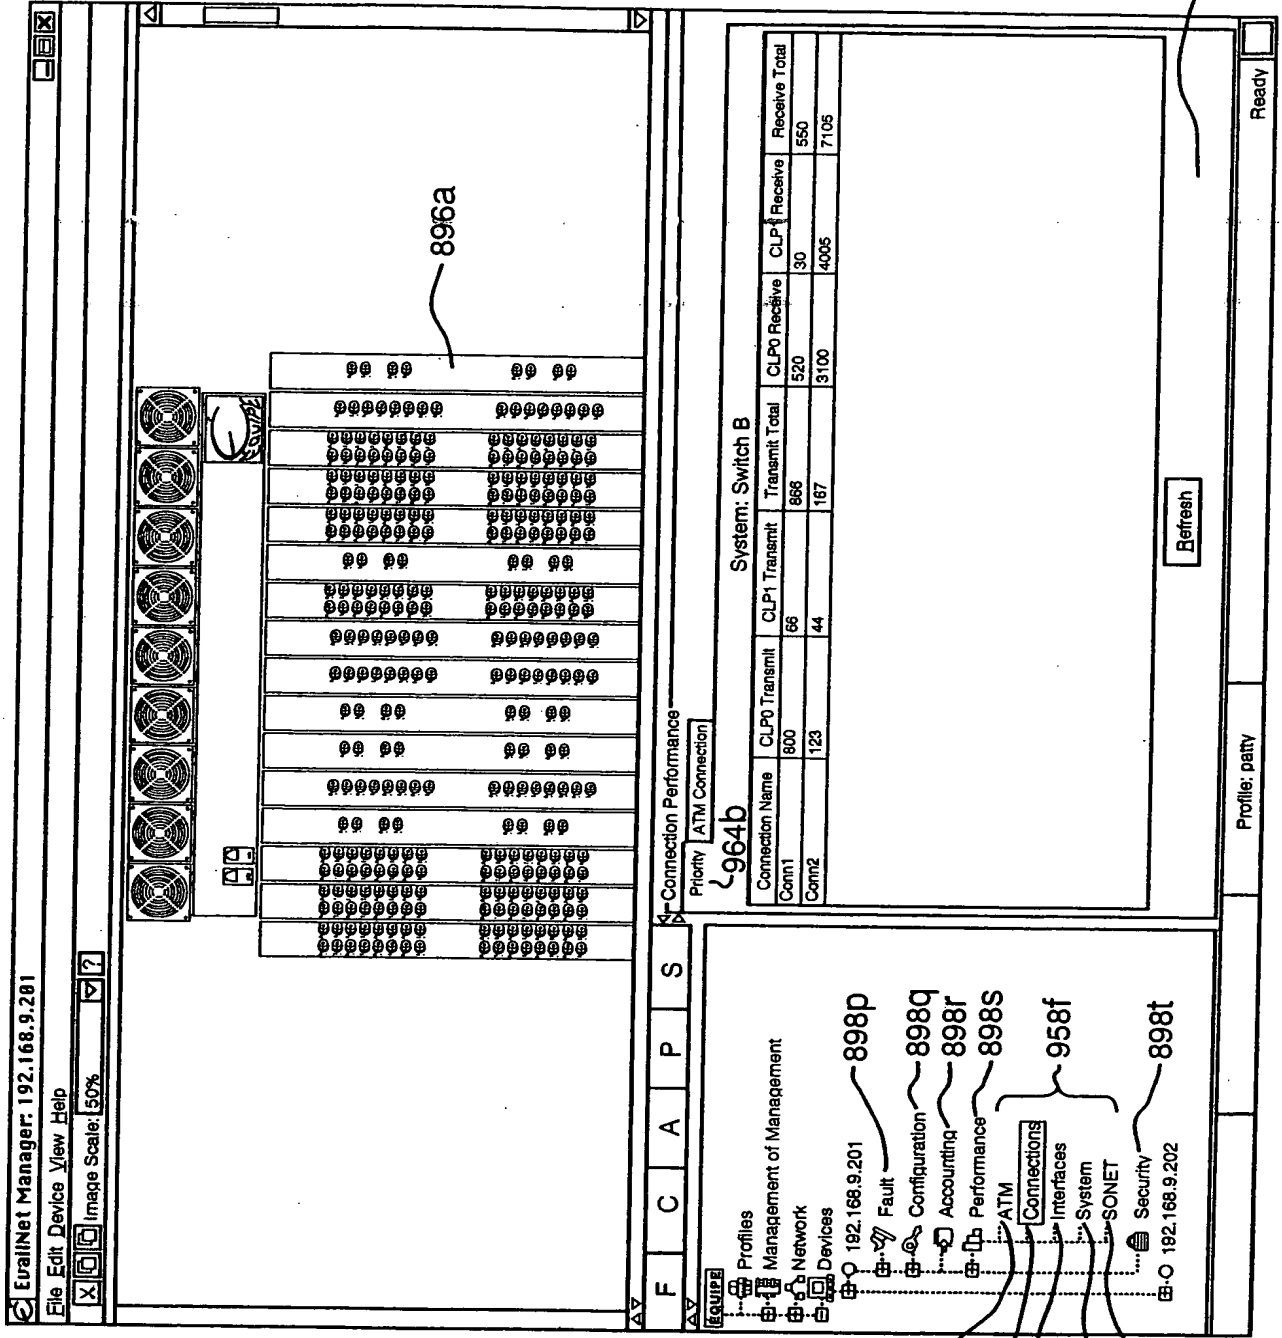 EvailNet Manager: 192.168.9.201
File Edit Device View Help
Image Scale: 50% ?
896a
F C A P S
EQUIPE
Profiles
Management of Management
Network
Devices
192.168.9.201
898p
Fault
Configuration 898q
Accounting 898r
Performance 898s
ATM
Connections
Interfaces
System
SONET
958f
Security 898t
192.168.9.202
Connection Performance
Priority ATM Connection
964b
System: Switch B
Connection Name CLP0 Transmit CLP1 Transmit Transmit Total CLP0 Receive CLP1 Receive Receive Total
Conn1 800 66 866 520 30 550
Conn2 123 44 167 3100 4005 7105
Refresh
Profile: patty
Ready